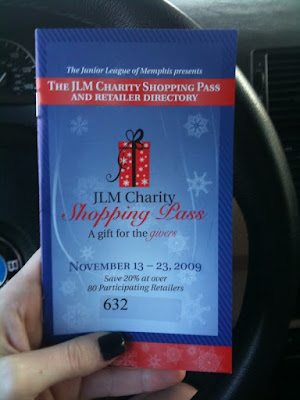 The Junior League of Memphis presents
THE JLM CHARITY SHOPPING PASS
AND RETAILER DIRECTORY
JLM Charity
Shopping Pass
A gift for the givers
NOVEMBER 13 – 23, 2009
Save 20% at over
80 Participating Retailers
632